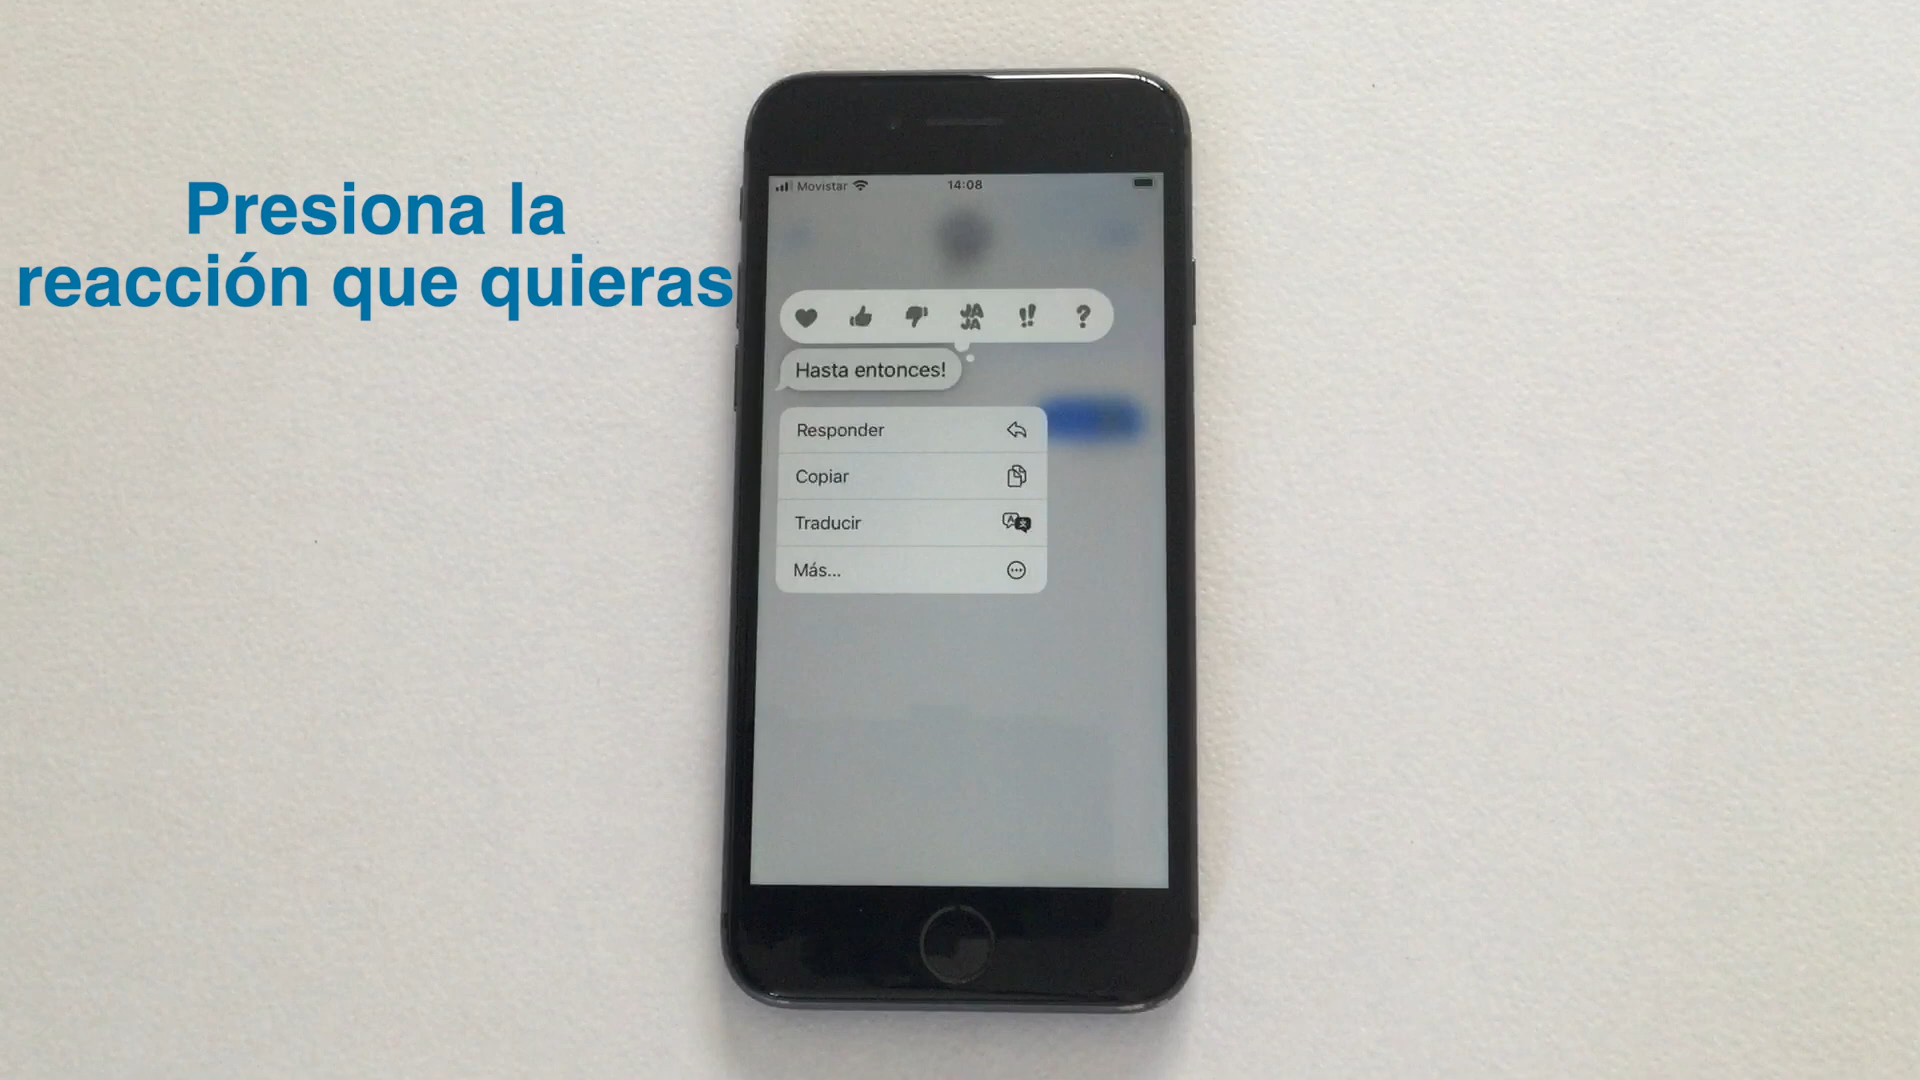 Presiona la
reacción que quieras
Movistar 14:08
JA
JA
!! ?
Hasta entonces!
Responder
Copiar
Traducir
Más...